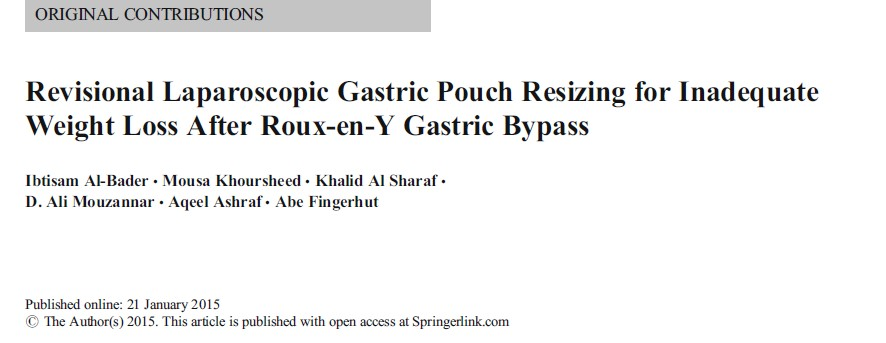 ORIGINAL CONTRIBUTIONS
Revisional Laparoscopic Gastric Pouch Resizing for Inadequate
Weight Loss After Roux-en-Y Gastric Bypass
Ibtisam Al-Bader • Mousa Khoursheed • Khalid Al Sharaf •
D. Ali Mouzannar • Aqeel Ashraf • Abe Fingerhut
Published online: 21 January 2015
© The Author(s) 2015. This article is published with open access at Springerlink.com